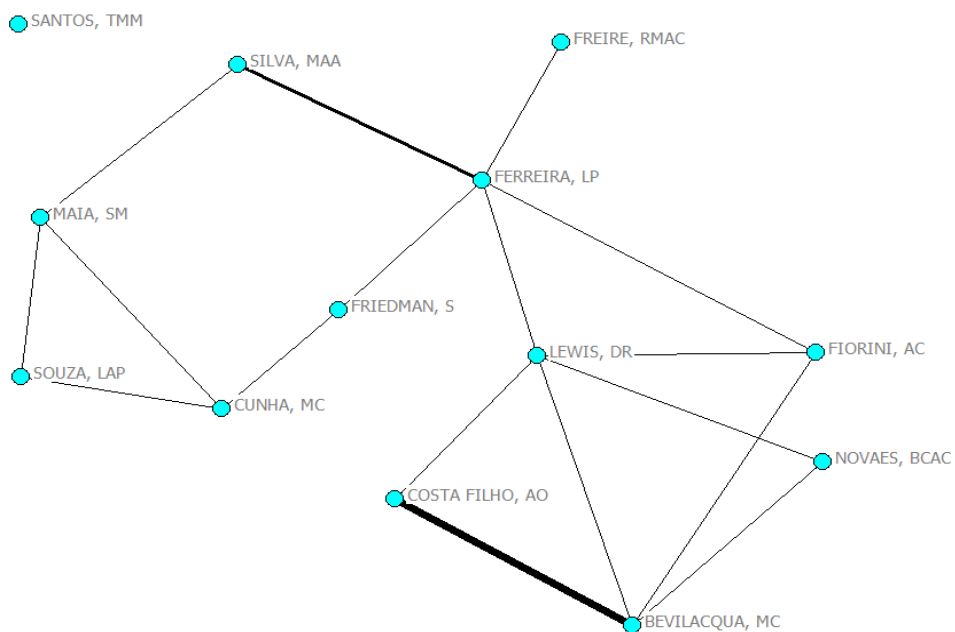 SANTOS, TMM
FREIRE, RMAC
SILVA, MAA
FERREIRA, LP
MAIA, SM
FRIEDMAN, S
LEWIS, DR
FIORINI, AC
SOUZA, LAP
CUNHA, MC
NOVAES, BCAC
COSTA FILHO, AO
BEVILACQUA, MC